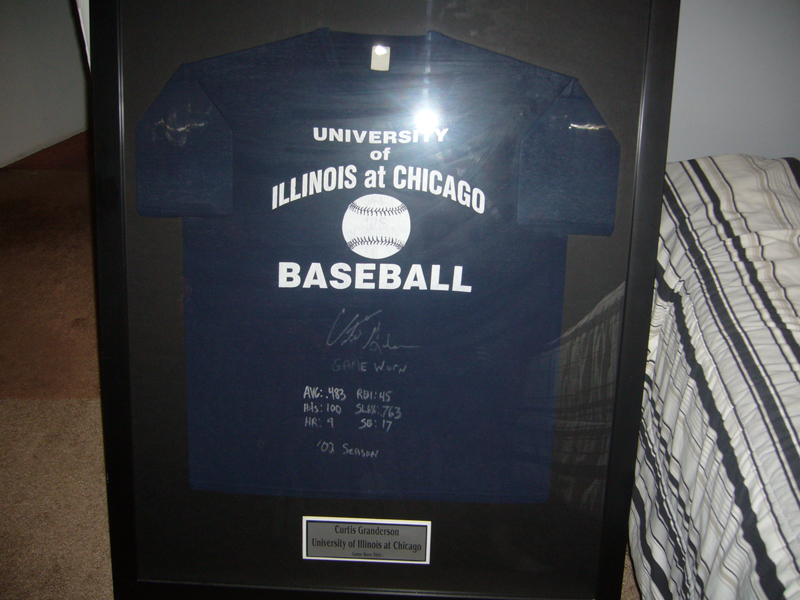 UNIVERSITY
of
ILLINOIS at CHICAGO
BASEBALL
GAME WORN
AVG: .483 RBI: 45
Hits: 100 SLG%: .763
HR: 9 SB: 17
'02 SEASON
Curtis Granderson
University of Illinois at Chicago